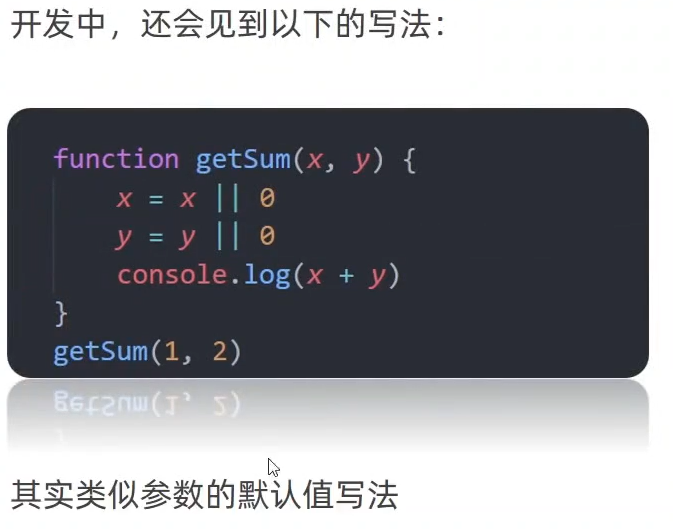 开发中，还会见到以下的写法：
function getSum(x, y) {
    x = x || 0
    y = y || 0
    console.log(x + y)
}
getSum(1, 2)
其实类似参数的默认值写法